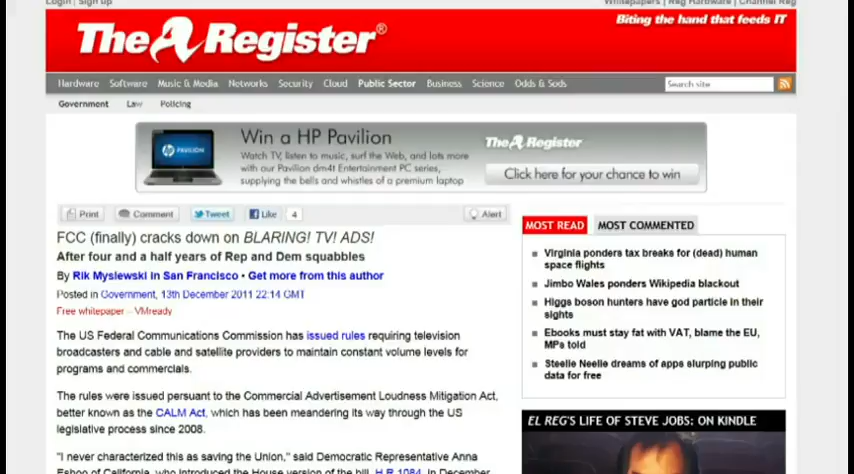 Login | Sign up
Whitepapers | Reg Hardware | Channel Reg
The Register®
Biting the hand that feeds IT
Hardware Software Music & Media Networks Security Cloud Public Sector Business Science Odds & Sods
Search site
Government Law Policing
Win a HP Pavilion
Watch TV, listen to music, surf the Web, and lots more
with our Pavilion dm4t Entertainment PC series,
supplying the bells and whistles of a premium laptop
hp PAVILION
The Register
Click here for your chance to win
Print Comment Tweet Like 4 Alert
FCC (finally) cracks down on BLARING! TV! ADS!
After four and a half years of Rep and Dem squabbles
By Rik Myslewski in San Francisco • Get more from this author
Posted in Government, 13th December 2011 22:14 GMT
Free whitepaper – VMready
The US Federal Communications Commission has issued rules requiring television
broadcasters and cable and satellite providers to maintain constant volume levels for
programs and commercials.
The rules were issued pursuant to the Commercial Advertisement Loudness Mitigation Act,
better known as the CALM Act, which has been meandering its way through the US
legislative process since 2008.
"I never characterized this as saving the Union," said Democratic Representative Anna
Eshoo of California, who introduced the House version of the bill, H.R.1084, in December
MOST READ MOST COMMENTED
Virginia ponders tax breaks for (dead) human
space flights
Jimbo Wales ponders Wikipedia blackout
Higgs boson hunters have god particle in their
sights
Ebooks must stay fat with VAT, blame the EU,
MPs told
Steelie Neelie dreams of apps slurping public
data for free
EL REG'S LIFE OF STEVE JOBS: ON KINDLE